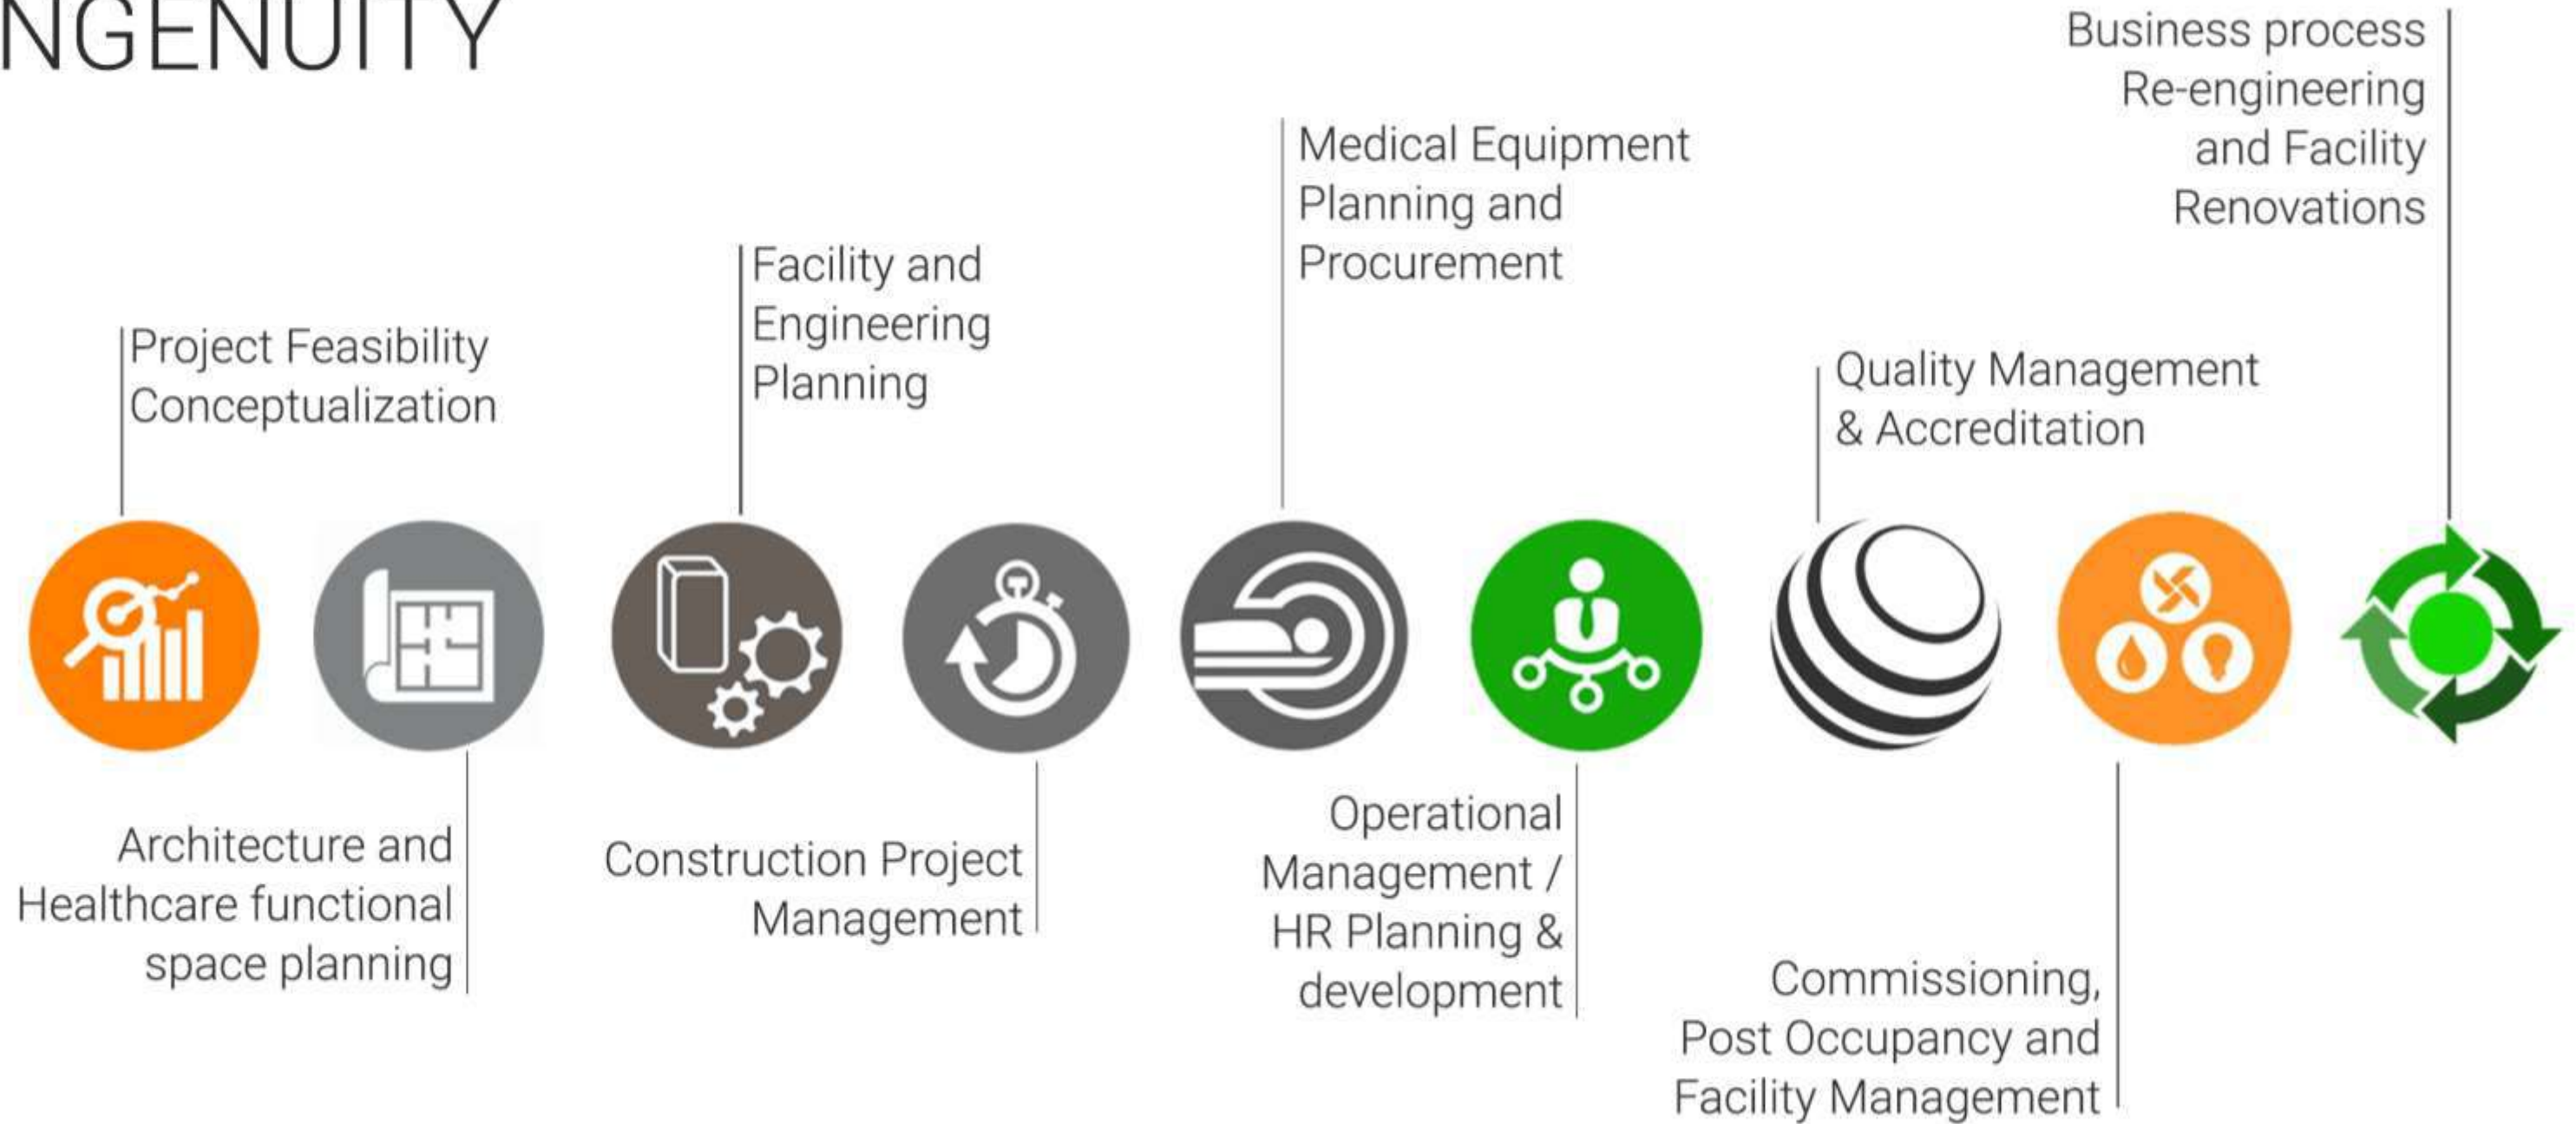 NGENUITY
Business process
Re-engineering
and Facility
Renovations
Medical Equipment
Planning and
Procurement
Facility and
Engineering
Planning
Project Feasibility
Conceptualization
Quality Management
& Accreditation
Architecture and
Healthcare functional
space planning
Construction Project
Management
Operational
Management /
HR Planning &
development
Commissioning,
Post Occupancy and
Facility Management